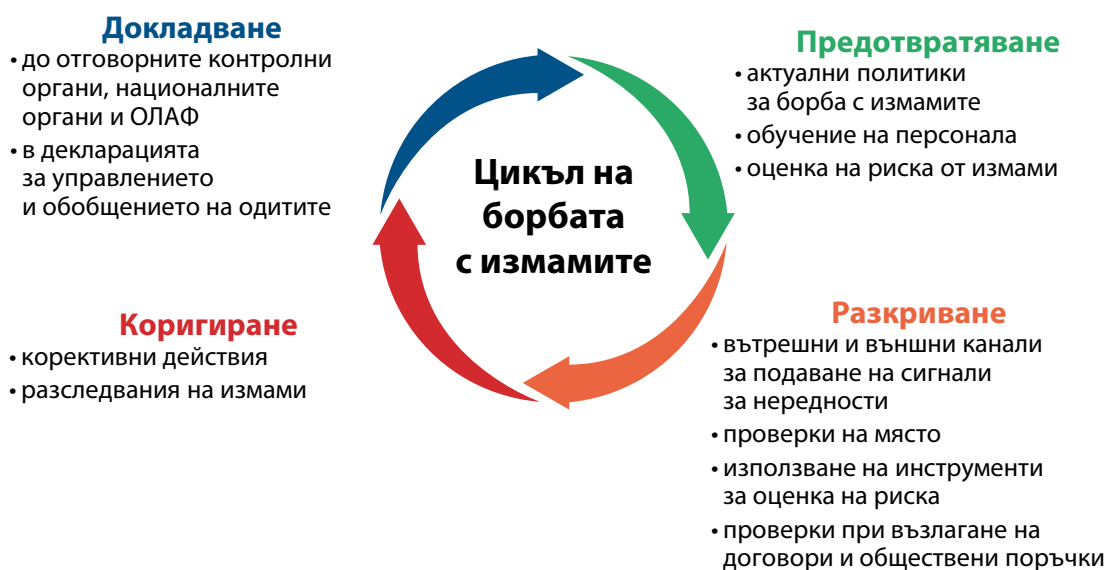 Докладване
• до отговорните контролни
органи, националните
органи и ОЛАФ
• в декларацията
за управлението
и обобщението на одитите
Предотвратяване
• актуални политики
за борба с измамите
• обучение на персонала
• оценка на риска от измами
Цикъл на
борбата
с измамите
Коригиране
• корективни действия
• разследвания на измами
Разкриване
• вътрешни и външни канали
за подаване на сигнали
за нередности
• проверки на място
• използване на инструменти
за оценка на риска
• проверки при възлагане на
договори и обществени поръчки